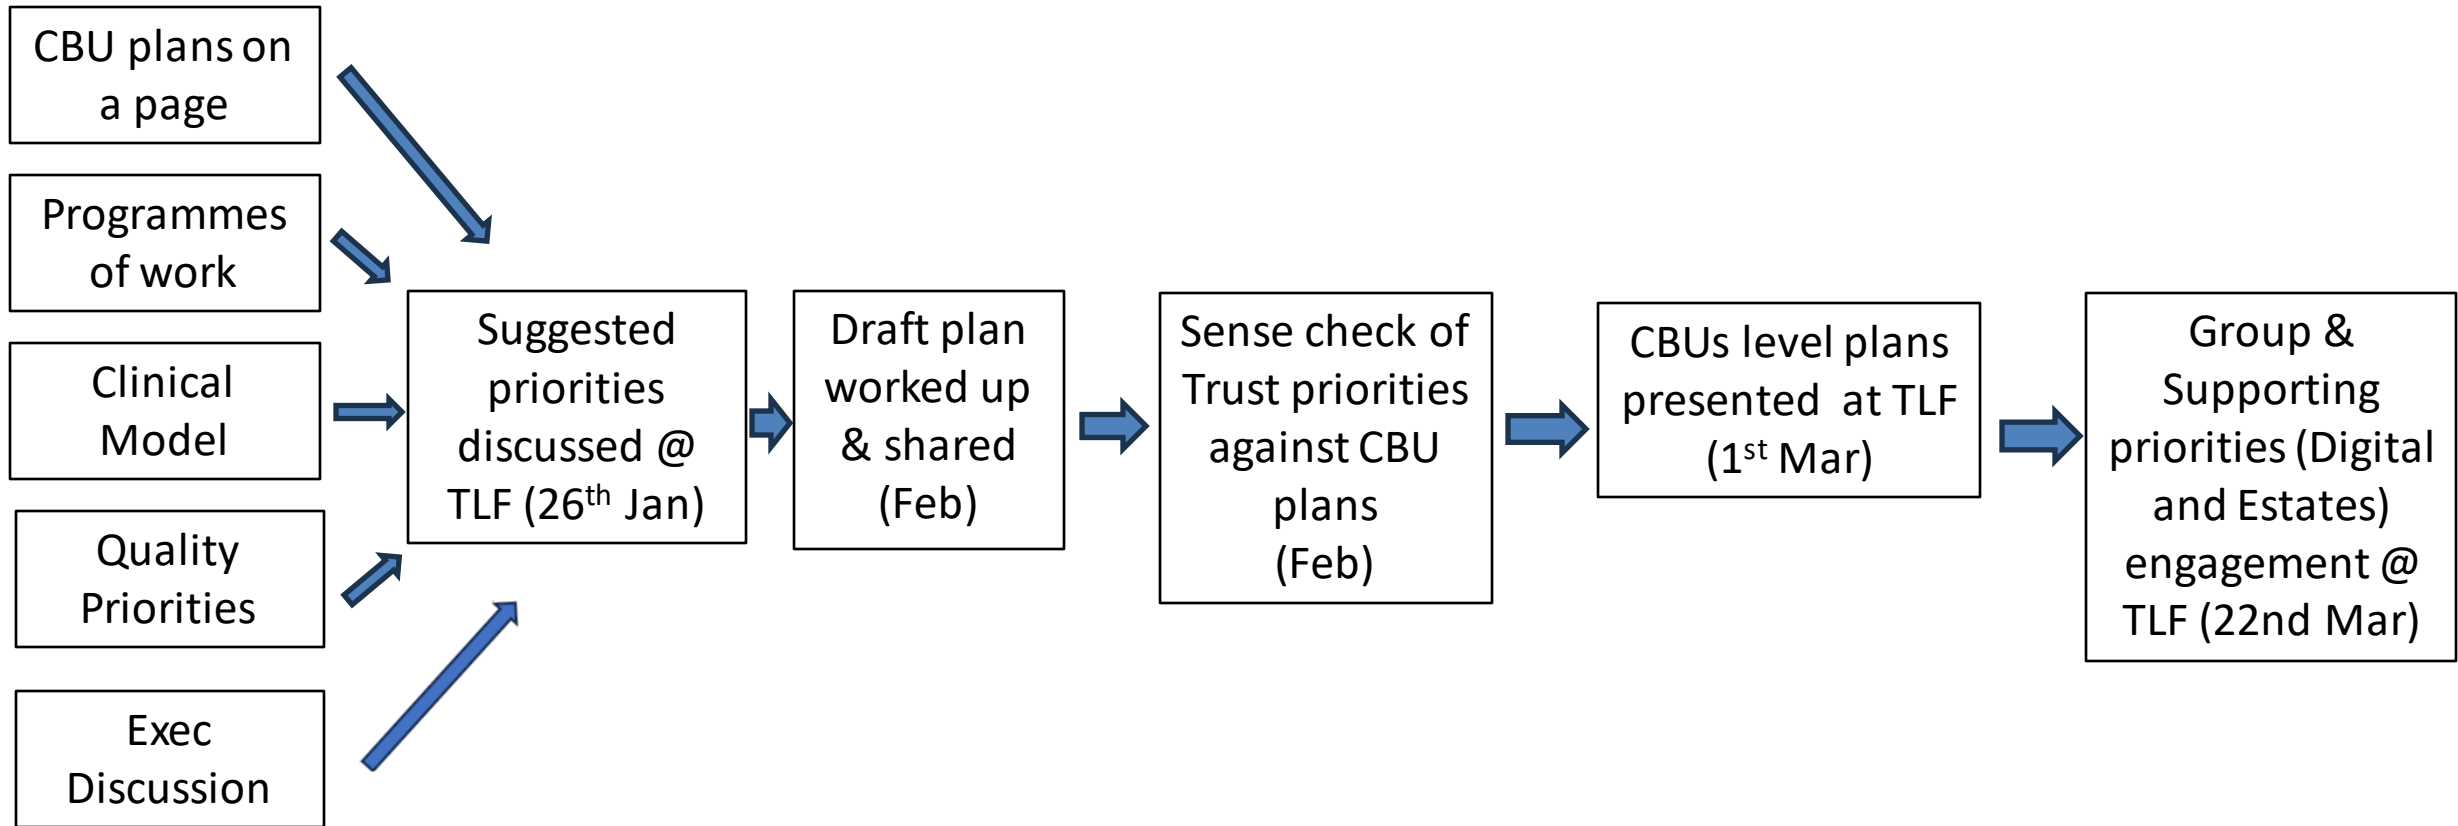 CBU plans on
a page
Programmes
of work
Clinical
Model
Quality
Priorities
Exec
Discussion
Suggested
priorities
discussed @
TLF (26th Jan)
Draft plan
worked up
& shared
(Feb)
Sense check of
Trust priorities
against CBU
plans
(Feb)
CBUs level plans
presented at TLF
(1st Mar)
Group &
Supporting
priorities (Digital
and Estates)
engagement @
TLF (22nd Mar)